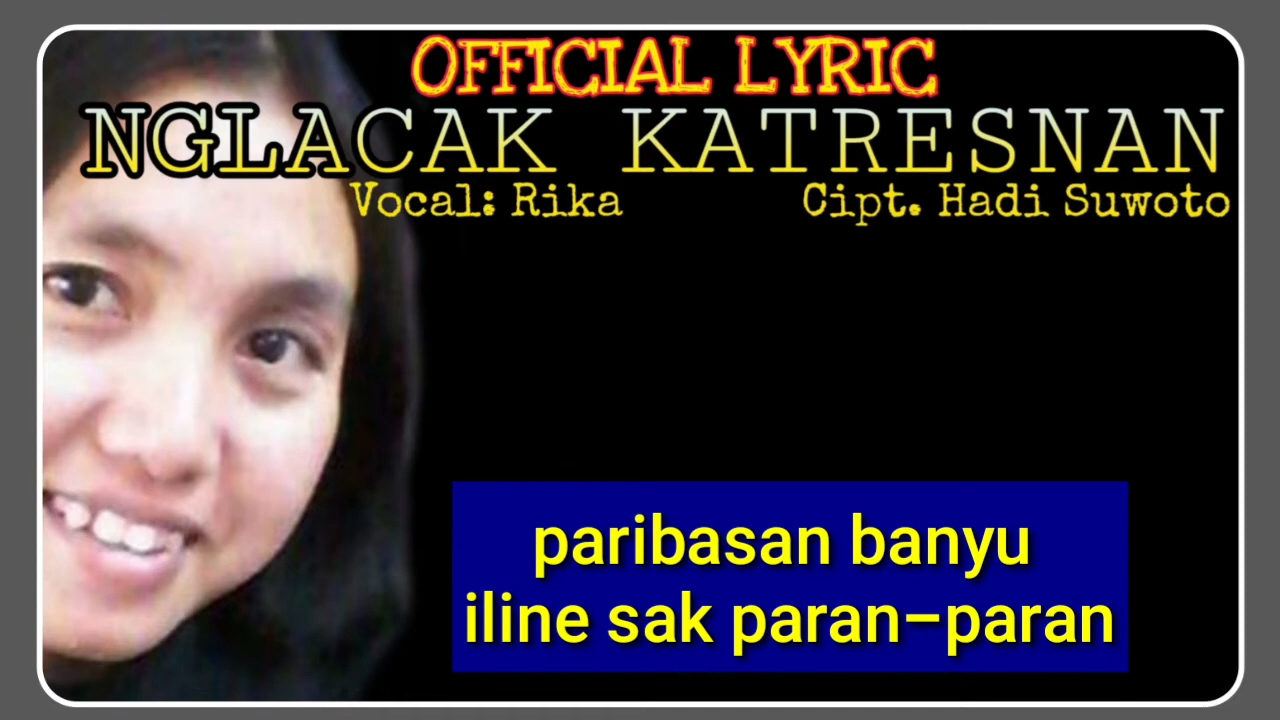 OFFICIAL LYRIC
NGLACAK KATRESNAN
Vocal: Rika Cipt. Hadi Suwoto
paribasan banyu
iline sak paran-paran